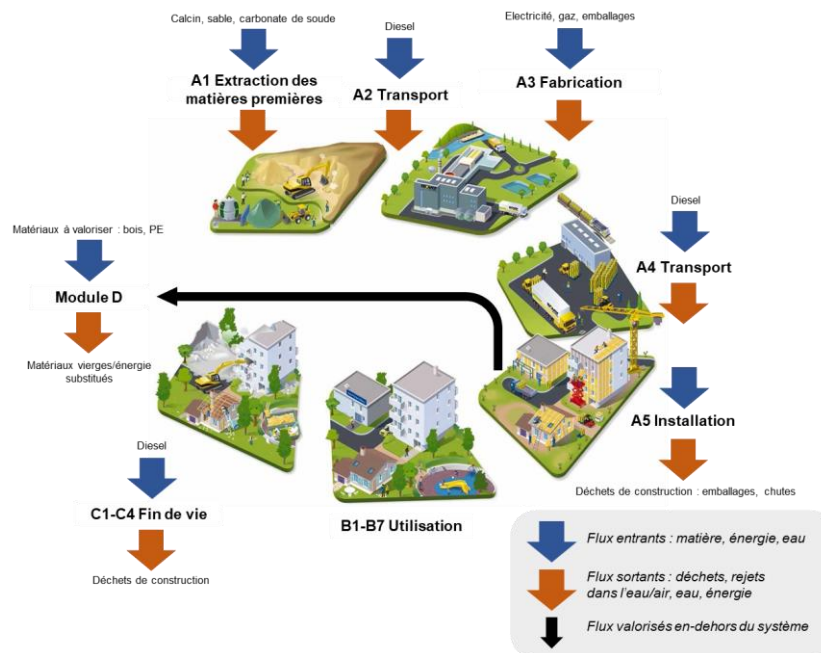 Calcin, sable, carbonate de soude
Diesel
Electricité, gaz, emballages
A1 Extraction des
matières premières
A2 Transport
A3 Fabrication
Diesel
A4 Transport
Matériaux à valoriser : bois, PE
Module D
Matériaux vierges/énergie
substitués
A5 Installation
Déchets de construction : emballages, chutes
Diesel
C1-C4 Fin de vie
Déchets de construction
B1-B7 Utilisation
Flux entrants : matière, énergie, eau
Flux sortants : déchets, rejets
dans l'eau/air, eau, énergie
Flux valorisés en-dehors du système